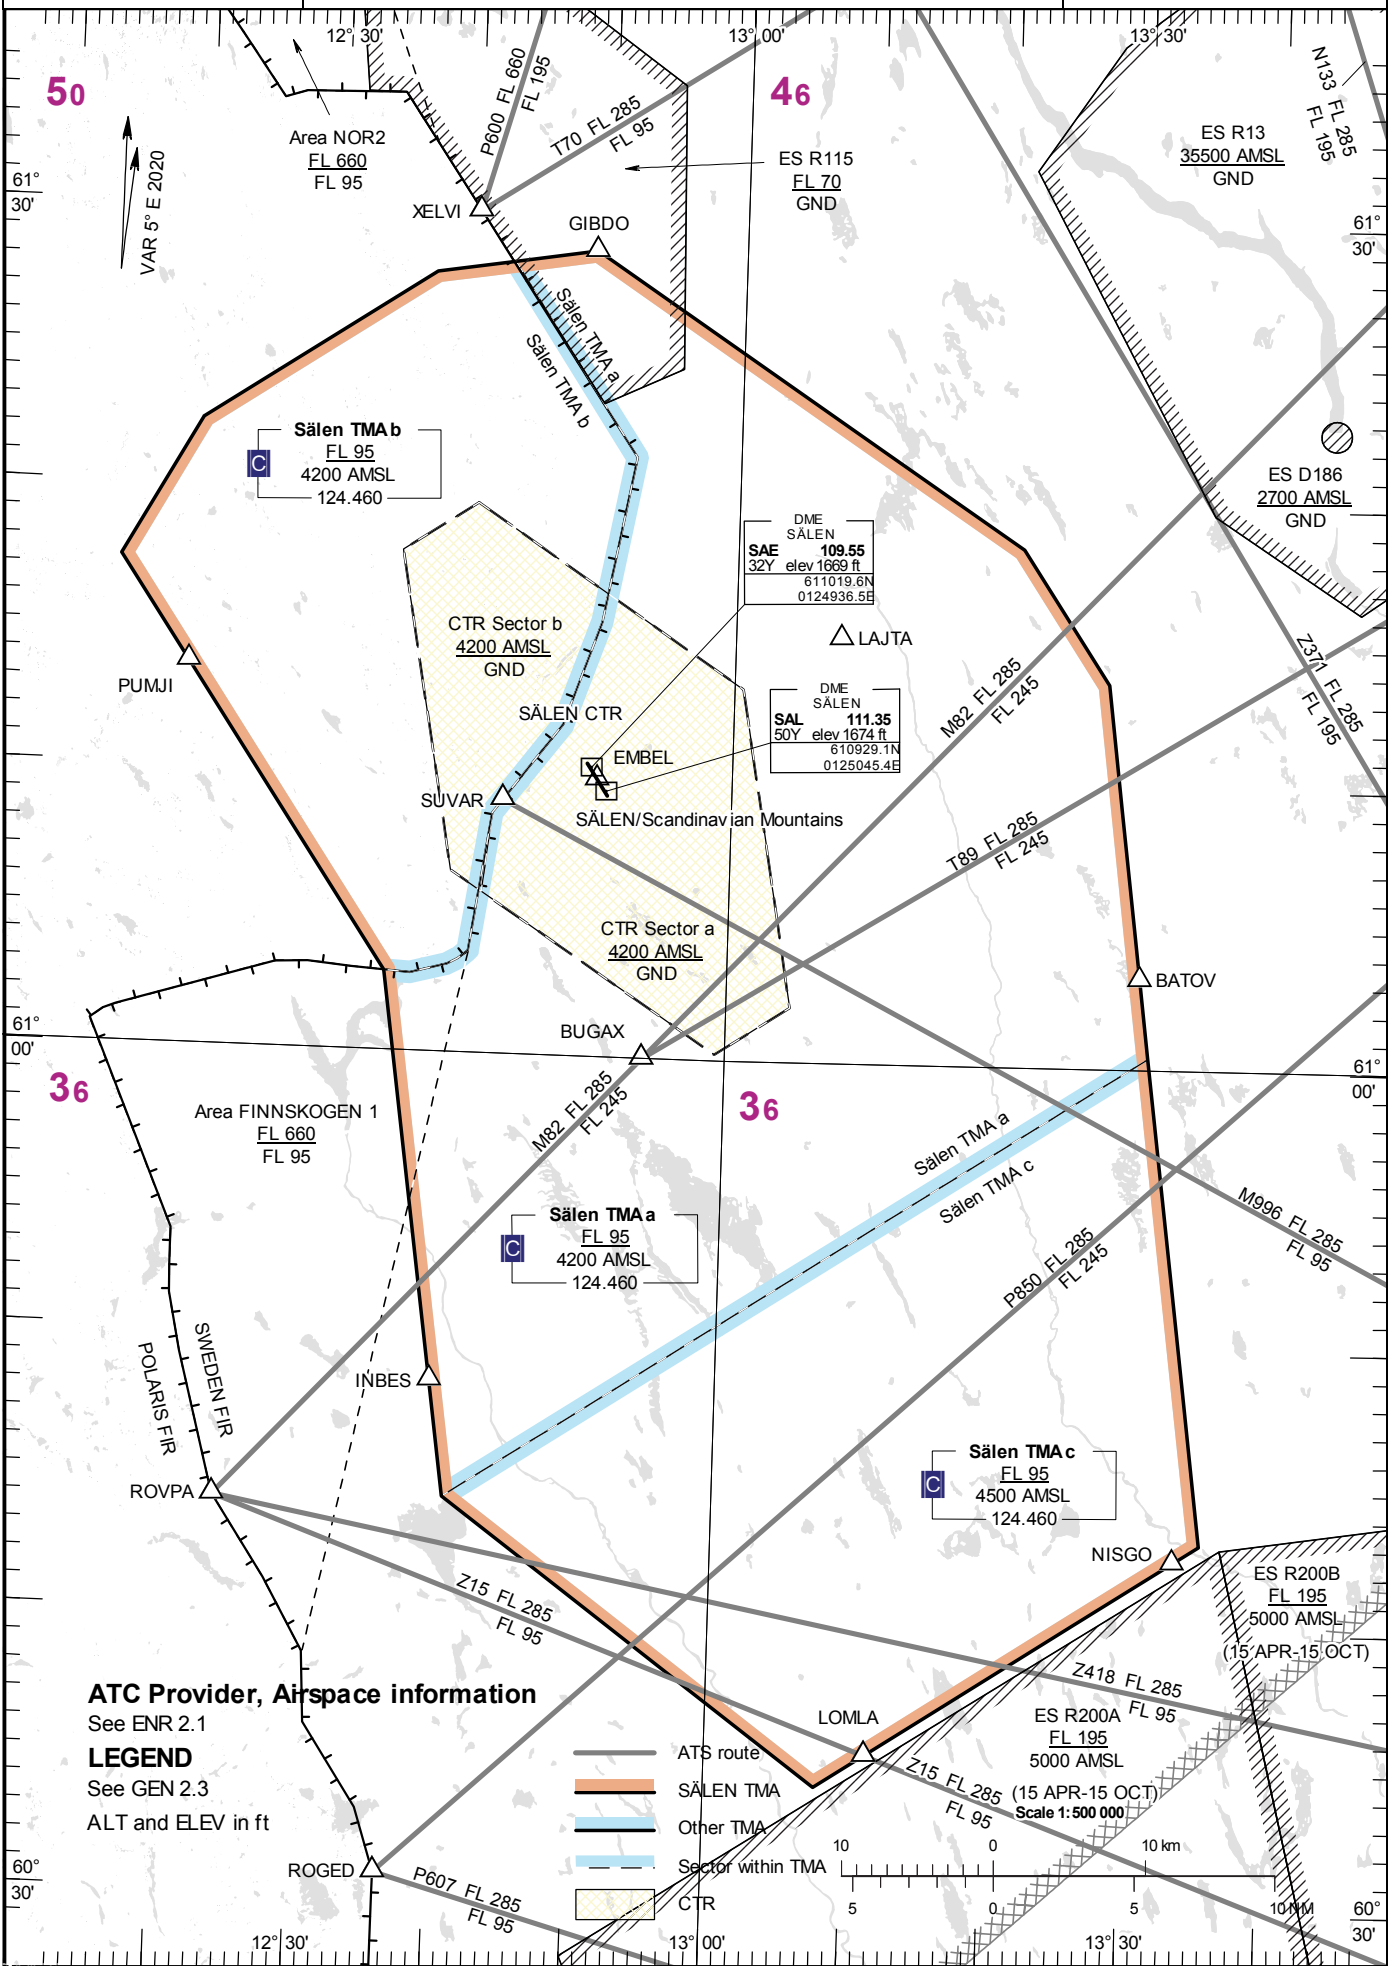 12°30'
13°00'
13°30'
50
46
P600 FL 660
FL 195
T70 FL 285
FL 95
N133 FL 285
FL 195
Area NOR2
FL 660
FL 95
VAR 5° E 2020
ES R115
FL 70
GND
ES R13
35500 AMSL
GND
61°
30'
61°
30'
XELVI
GIBDO
Sälen TMA a
Sälen TMA b
Sälen TMA b
FL 95
4200 AMSL
124.460
C
ES D186
2700 AMSL
GND
DME
SÄLEN
SAE 109.55
32Y elev 1669 ft
611019.6N
0124936.5E
CTR Sector b
4200 AMSL
GND
LAJTA
PUMJI
Z371 FL 285
FL 195
M82 FL 285
FL 245
DME
SÄLEN
SAL 111.35
50Y elev 1674 ft
610929.1N
0125045.4E
SÄLEN CTR
EMBEL
SUVAR
SÄLEN/Scandinavian Mountains
T89 FL 285
FL 245
CTR Sector a
4200 AMSL
GND
BATOV
BUGAX
61°
00'
61°
00'
36
36
Area FINNSKOGEN 1
FL 660
FL 95
M82 FL 285
FL 245
Sälen TMA a
Sälen TMA c
M996 FL 285
FL 95
Sälen TMA a
FL 95
4200 AMSL
124.460
C
P850 FL 285
FL 245
SWEDEN FIR
POLARIS FIR
INBES
ROVPA
Sälen TMA c
FL 95
4500 AMSL
124.460
C
NISGO
ES R200B
FL 195
5000 AMSL
(15 APR-15 OCT)
Z15 FL 285
FL 95
Z418 FL 285
FL 95
ATC Provider, Airspace information
See ENR 2.1
LEGEND
See GEN 2.3
ALT and ELEV in ft
LOMLA
ES R200A
FL 195
5000 AMSL
(15 APR-15 OCT)
Z15 FL 285
FL 95
ATS route
SÄLEN TMA
Other TMA
Sector within TMA
CTR
Scale 1:500 000
10 0 10 km
5 0 5 10 NM
ROGED
P607 FL 285
FL 95
60°
30'
60°
30'
12°30'
13°00'
13°30'